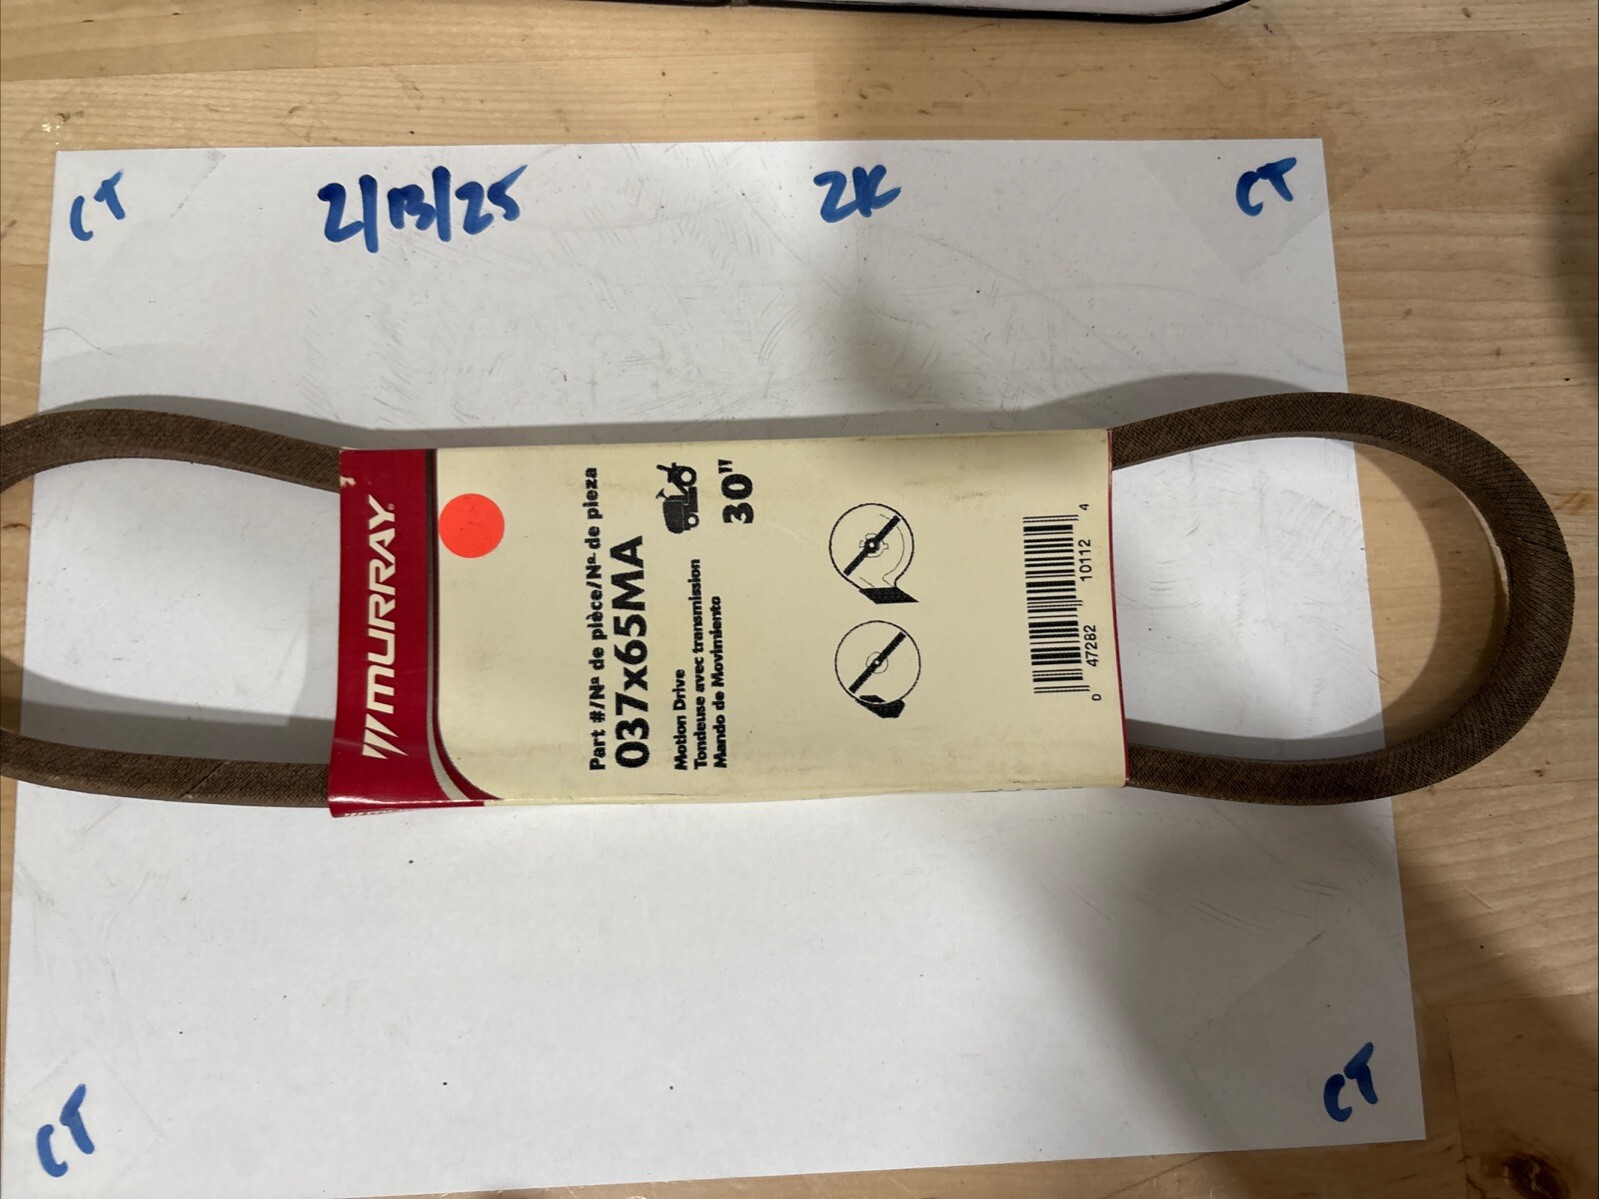 CT
2/13/25
ZK
CT
MURRAY
Part #/Nº de pièce/Nº de pieza
037x65MA
Motion Drive
Tondeuse avec transmission
Mando de Movimiento
30"
0 47282 10112 4
CT
CT